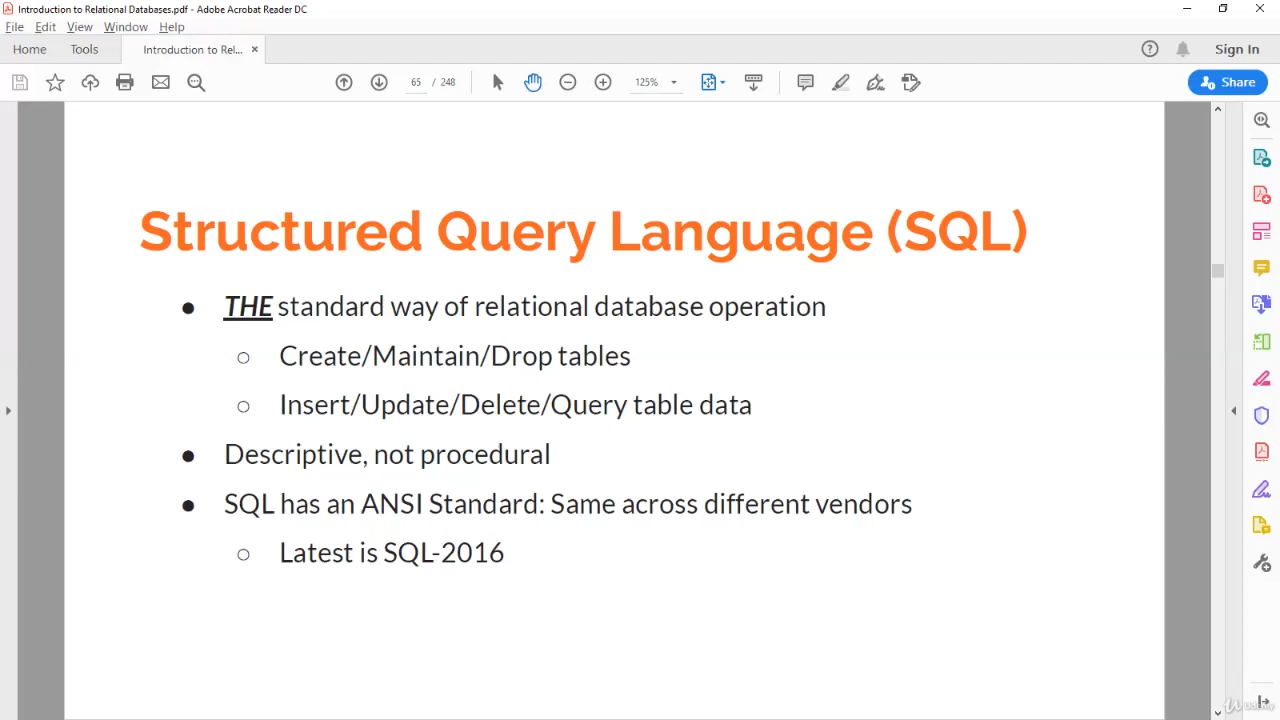 Introduction to Relational Databases.pdf - Adobe Acrobat Reader DC
File Edit View Window Help
Home Tools Introduction to Rel... × Sign In
65 / 248 125% Share
Structured Query Language (SQL)
● THE standard way of relational database operation
○ Create/Maintain/Drop tables
○ Insert/Update/Delete/Query table data
● Descriptive, not procedural
● SQL has an ANSI Standard: Same across different vendors
○ Latest is SQL-2016
Udemy